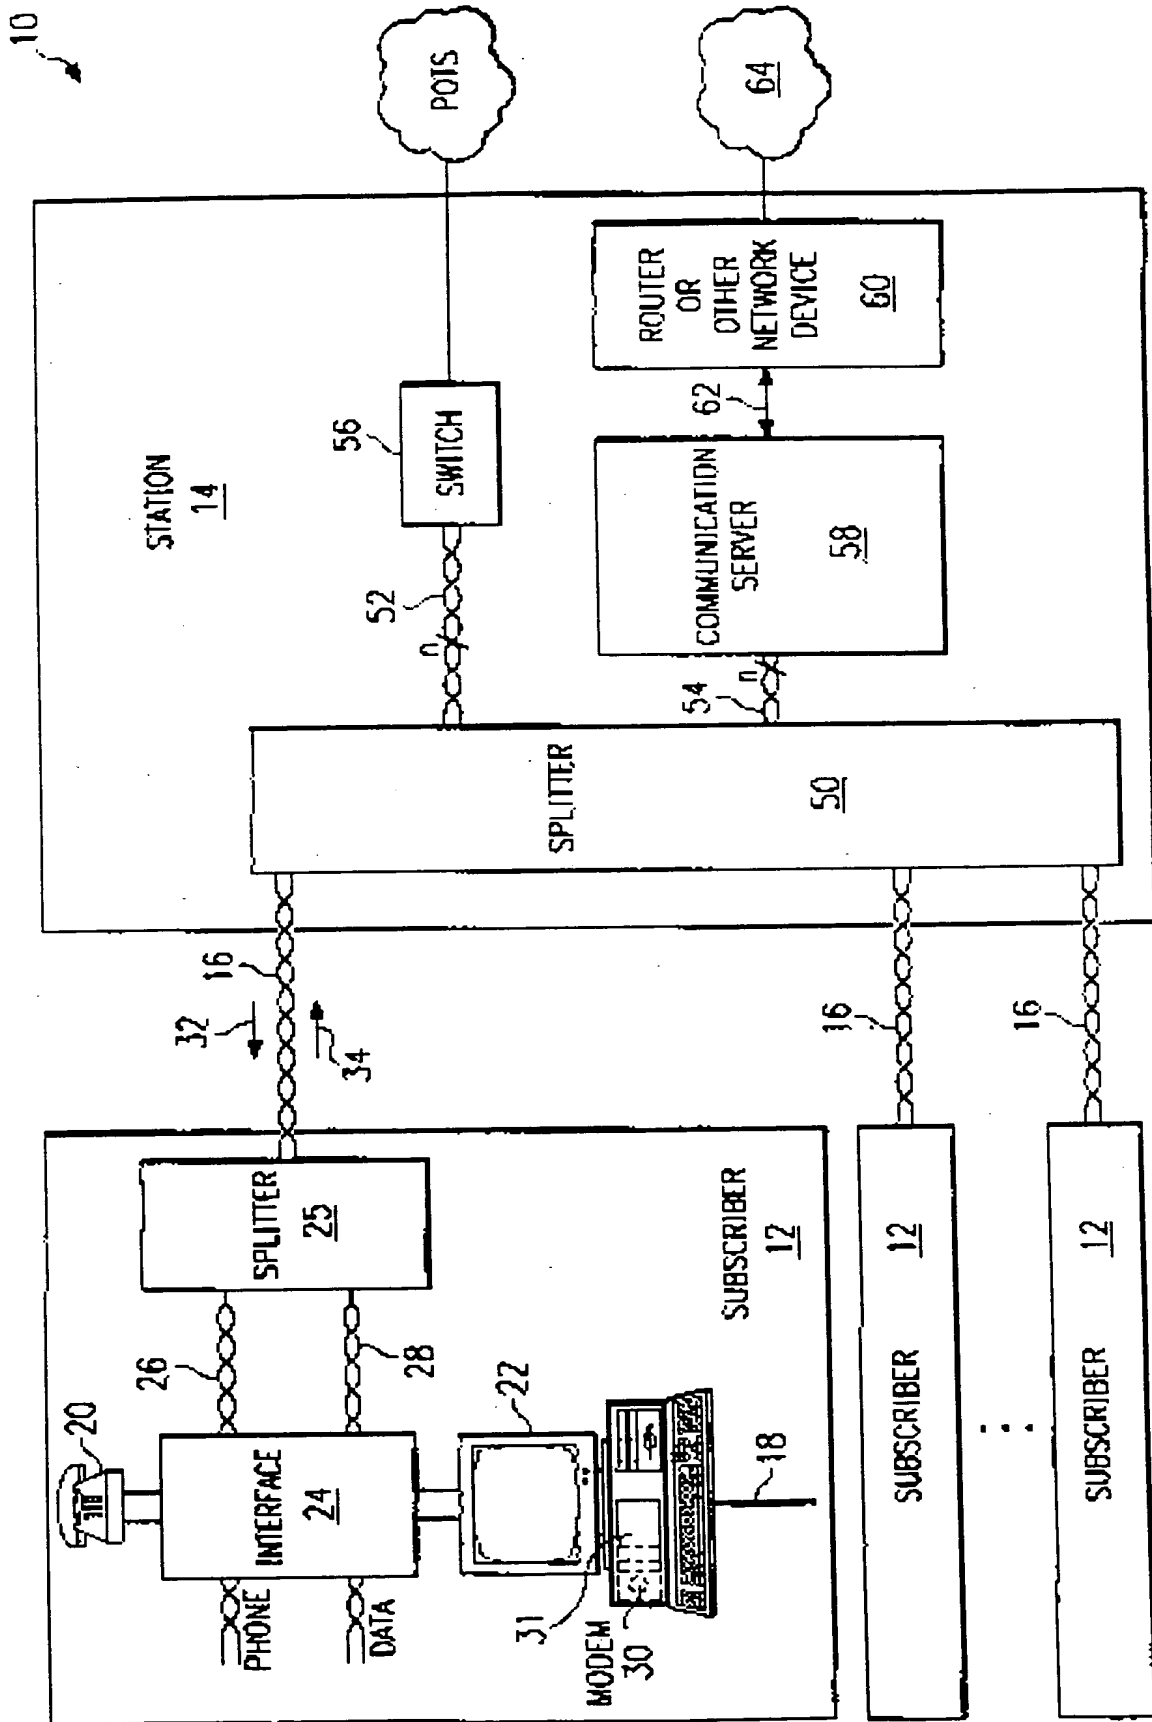 10
POTS
64
STATION
14
56
SWITCH
ROUTER
OR
OTHER
NETWORK
DEVICE
60
62
COMMUNICATION
SERVER
58
52
n
54
n
SPLITTER
50
32
16
34
16
16
SPLITTER
25
SUBSCRIBER
12
26
28
20
INTERFACE
24
22
PHONE
DATA
31
MODEM
30
18
SUBSCRIBER
12
SUBSCRIBER
12